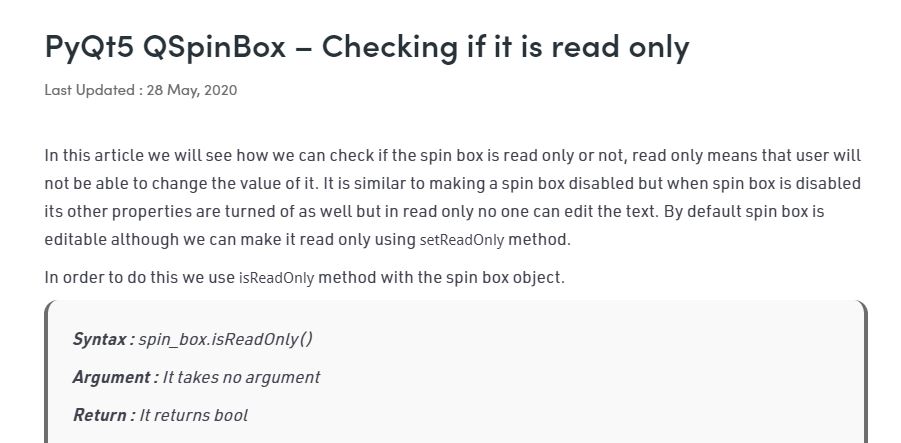 PyQt5 QSpinBox – Checking if it is read only
Last Updated : 28 May, 2020
In this article we will see how we can check if the spin box is read only or not, read only means that user will
not be able to change the value of it. It is similar to making a spin box disabled but when spin box is disabled
its other properties are turned of as well but in read only no one can edit the text. By default spin box is
editable although we can make it read only using setReadOnly method.
In order to do this we use isReadOnly method with the spin box object.
Syntax : spin_box.isReadOnly()
Argument : It takes no argument
Return : It returns bool